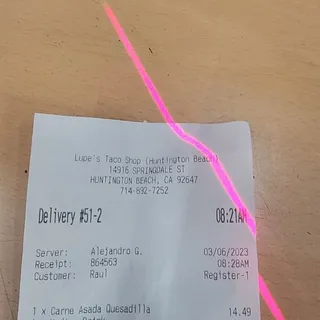 Lupe's Taco Shop (Huntington Beach)
14916 SPRINGDALE ST
HUNTINGTON BEACH, CA 92647
714-892-7252
Delivery #51-2 08:21AM
Server: Alejandro G. 03/06/2023
Receipt: 864563 08:28AM
Customer: Raul Register-1
1 x Carne Asada Quesadilla 14.49